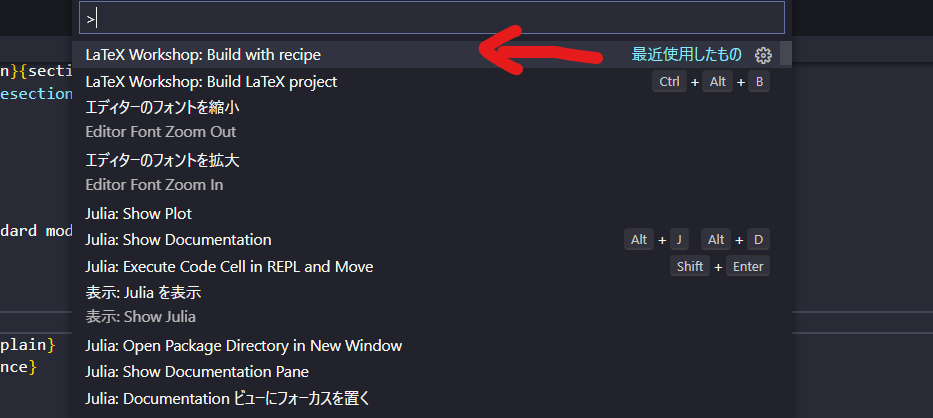 >
LaTeX Workshop: Build with recipe 最近使用したもの
n}{secti
LaTeX Workshop: Build LaTeX project Ctrl + Alt + B
esection
エディターのフォントを縮小
Editor Font Zoom Out
エディターのフォントを拡大
Editor Font Zoom In
Julia: Show Plot
dard mod
Julia: Show Documentation Alt + J Alt + D
Julia: Execute Code Cell in REPL and Move Shift + Enter
表示: Julia を表示
表示: Show Julia
plain}
Julia: Open Package Directory in New Window
nce}
Julia: Show Documentation Pane
Julia: Documentation ビューにフォーカスを置く